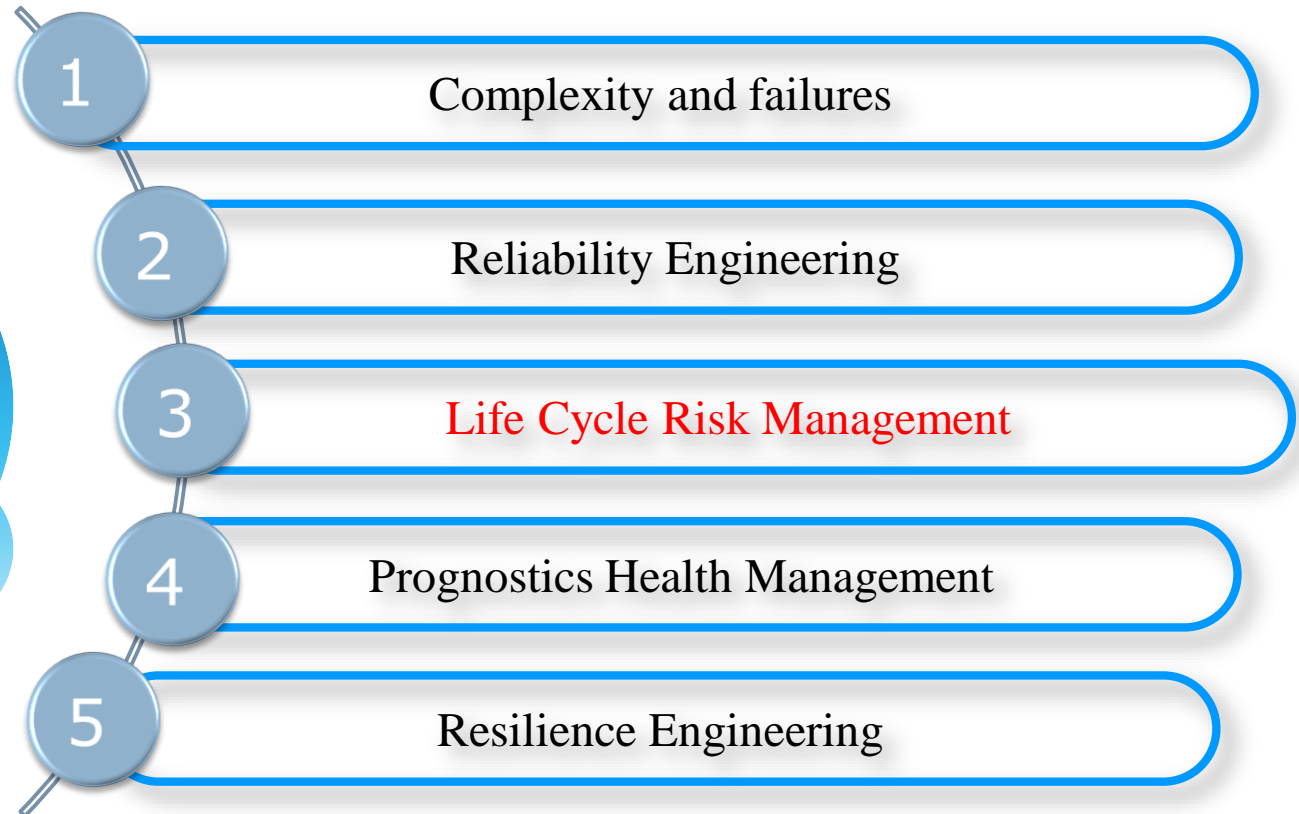 1 Complexity and failures
2 Reliability Engineering
3 Life Cycle Risk Management
4 Prognostics Health Management
5 Resilience Engineering